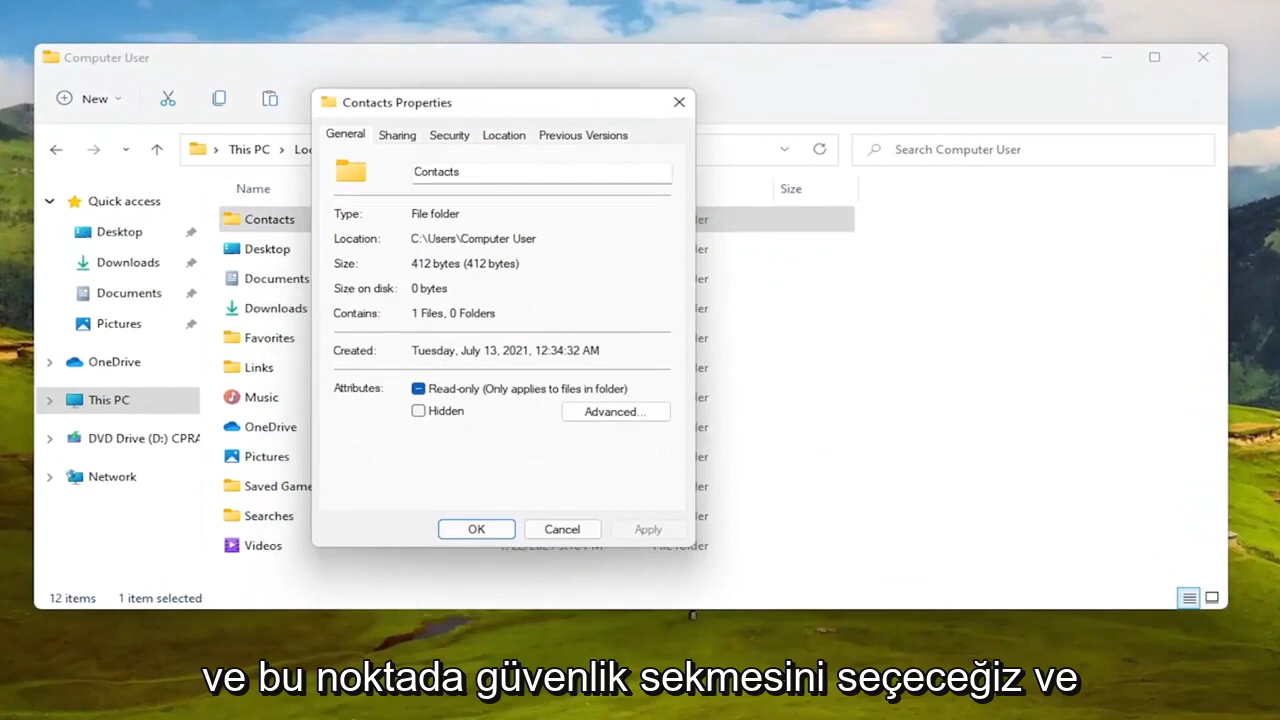 Computer User
New
This PC › Loc
Search Computer User
Name
Size
Quick access
Desktop
Downloads
Documents
Pictures
OneDrive
This PC
DVD Drive (D:) CPRA
Network
Contacts
Desktop
Documents
Downloads
Favorites
Links
Music
OneDrive
Pictures
Saved Game
Searches
Videos
12 items
1 item selected
Contacts Properties
General Sharing Security Location Previous Versions
Contacts
Type: File folder
Location: C:\Users\Computer User
Size: 412 bytes (412 bytes)
Size on disk: 0 bytes
Contains: 1 Files, 0 Folders
Created: Tuesday, July 13, 2021, 12:34:32 AM
Attributes: Read-only (Only applies to files in folder)
Hidden
Advanced...
OK Cancel Apply
ve bu noktada güvenlik sekmesini seçeceğiz ve